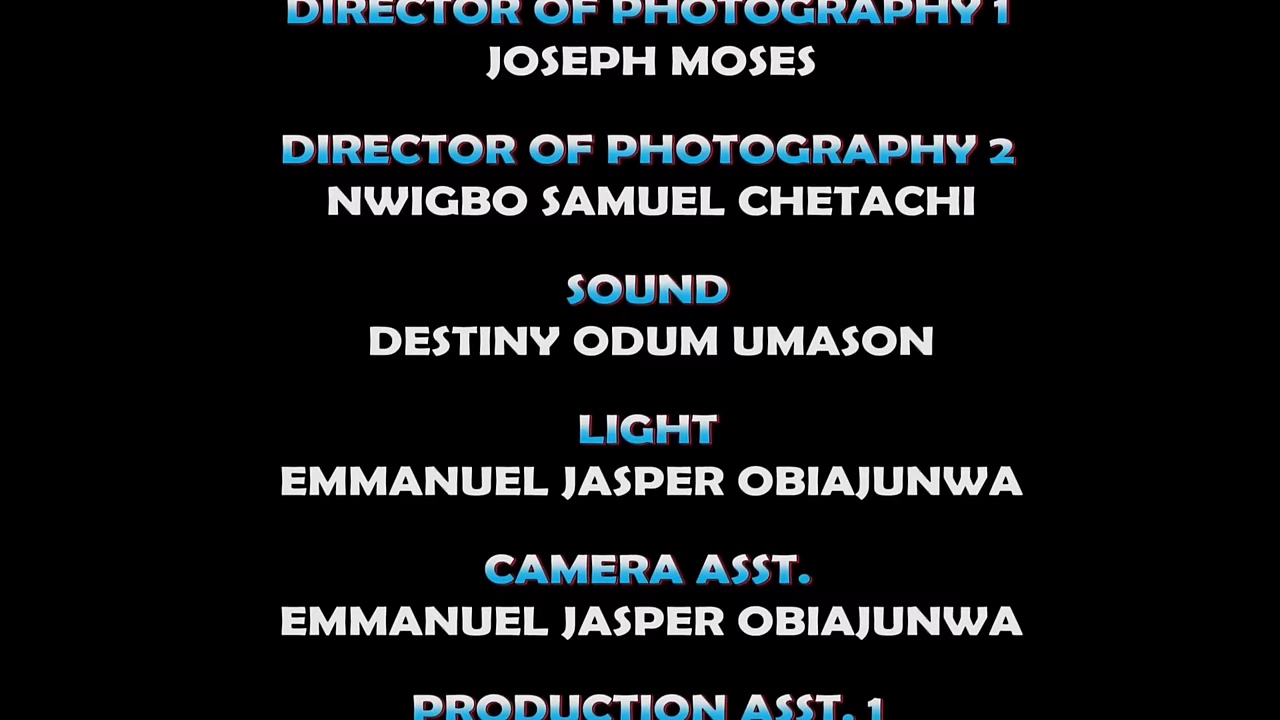 DIRECTOR OF PHOTOGRAPHY 1
JOSEPH MOSES
DIRECTOR OF PHOTOGRAPHY 2
NWIGBO SAMUEL CHETACHI
SOUND
DESTINY ODUM UMASON
LIGHT
EMMANUEL JASPER OBIAJUNWA
CAMERA ASST.
EMMANUEL JASPER OBIAJUNWA
PRODUCTION ASST. 1